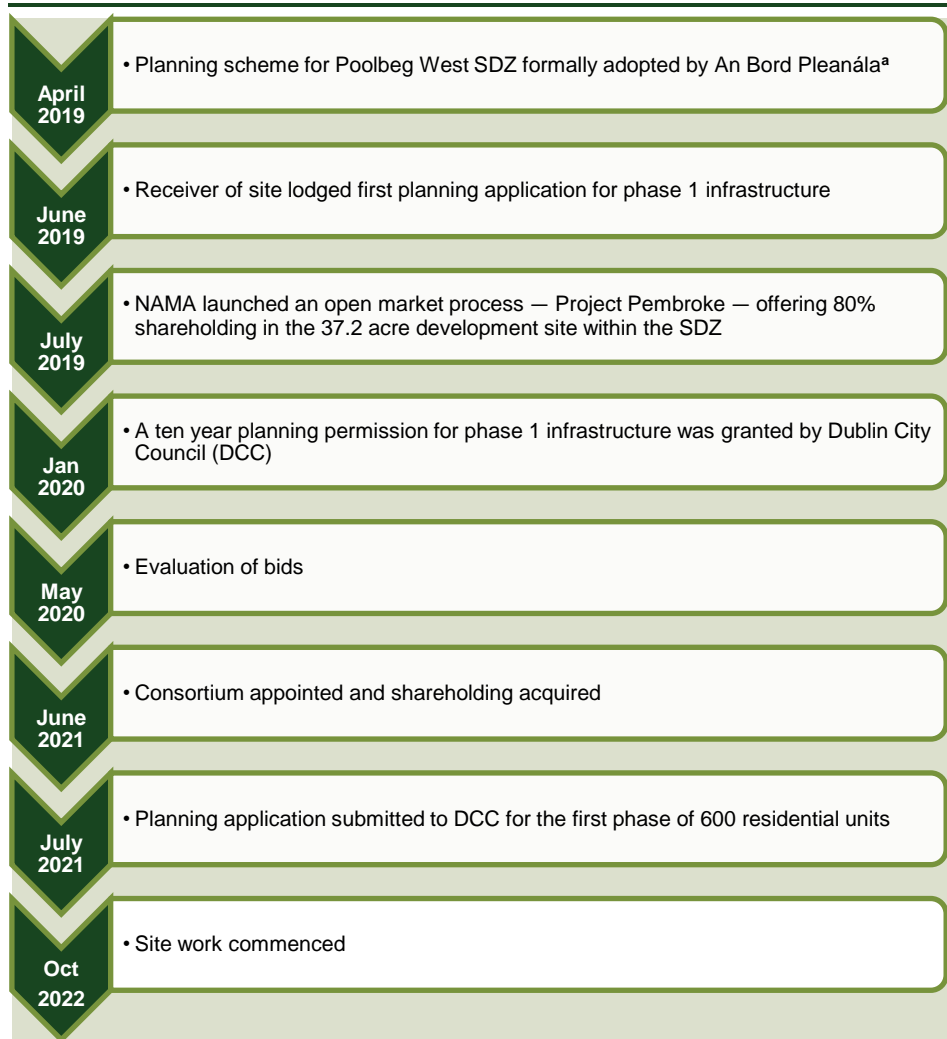 April
2019
• Planning scheme for Poolbeg West SDZ formally adopted by An Bord Pleanálaª
June
2019
• Receiver of site lodged first planning application for phase 1 infrastructure
July
2019
• NAMA launched an open market process — Project Pembroke — offering 80%
shareholding in the 37.2 acre development site within the SDZ
Jan
2020
• A ten year planning permission for phase 1 infrastructure was granted by Dublin City
Council (DCC)
May
2020
• Evaluation of bids
June
2021
• Consortium appointed and shareholding acquired
July
2021
• Planning application submitted to DCC for the first phase of 600 residential units
Oct
2022
• Site work commenced